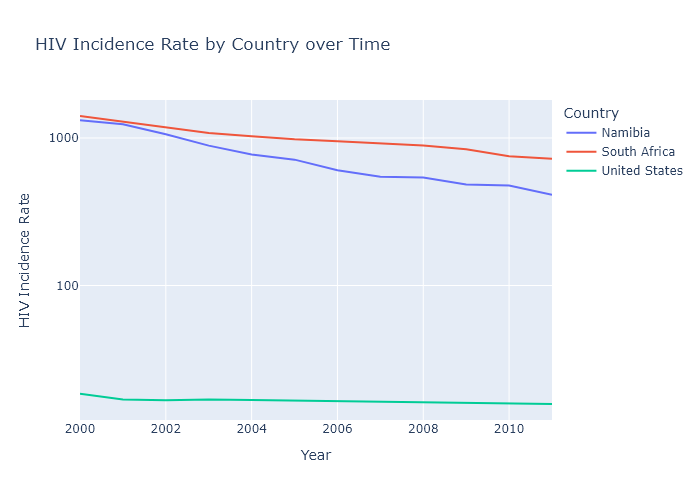 HIV Incidence Rate by Country over Time
Country
Namibia
South Africa
United States
1000
100
HIV Incidence Rate
2000 2002 2004 2006 2008 2010
Year